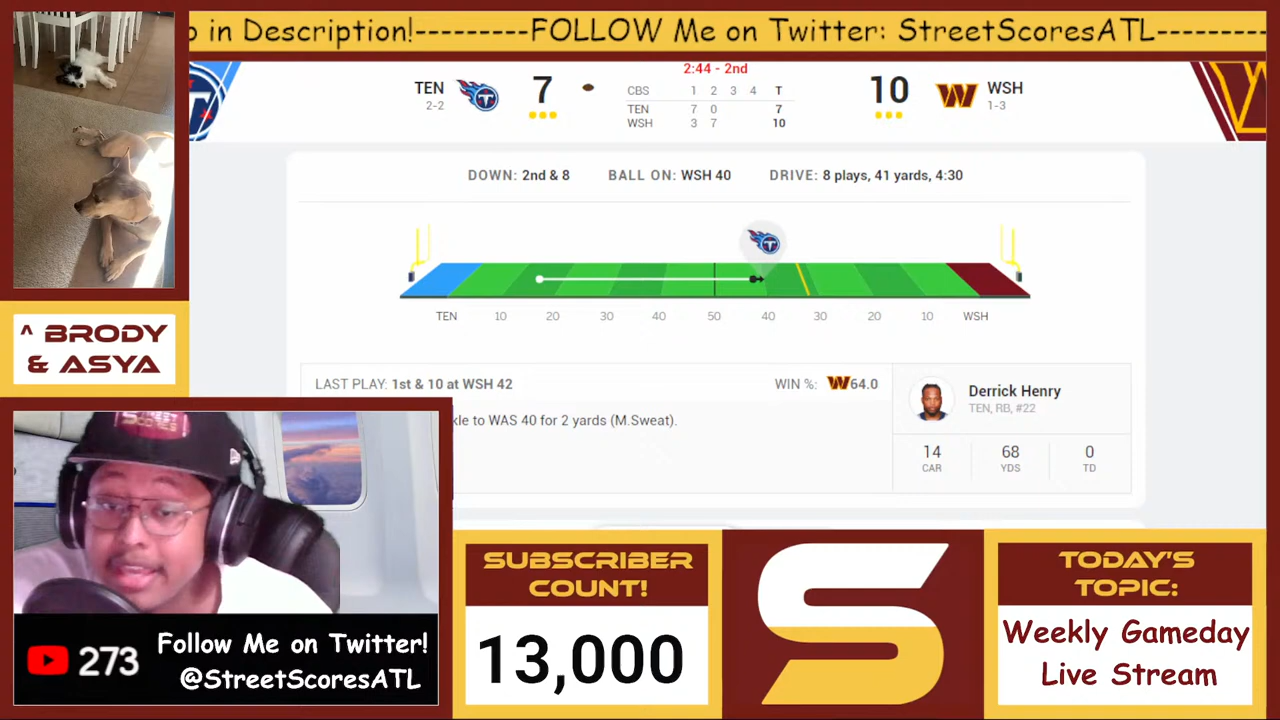 o in Description!---------FOLLOW Me on Twitter: StreetScoresATL---------
TEN 7 2:44 - 2nd 10 WSH
2-2 1-3
CBS 1 2 3 4 T
TEN 7 0 7
WSH 3 7 10
DOWN: 2nd & 8 BALL ON: WSH 40 DRIVE: 8 plays, 41 yards, 4:30
TEN 10 20 30 40 50 40 30 20 10 WSH
LAST PLAY: 1st & 10 at WSH 42 WIN %: 64.0
kle to WAS 40 for 2 yards (M.Sweat).
Derrick Henry
TEN, RB, #22
14 68 0
CAR YDS TD
^ BRODY
& ASYA
273 Follow Me on Twitter!
@StreetScoresATL
SUBSCRIBER
COUNT!
13,000
S
TODAY'S
TOPIC:
Weekly Gameday
Live Stream